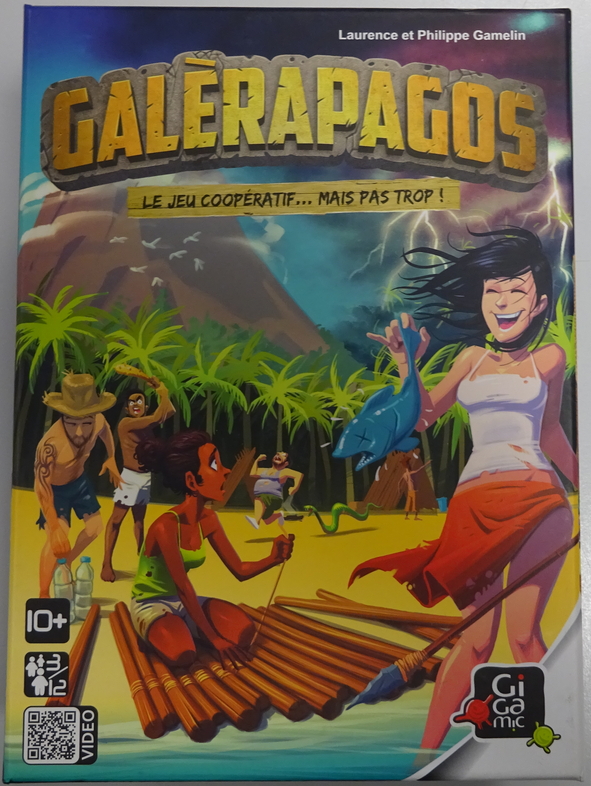 Laurence et Philippe Gamelin
GALÈRAPAGOS
LE JEU COOPÉRATIF... MAIS PAS TROP !
10+
3/12
VIDEO
GiGaMic